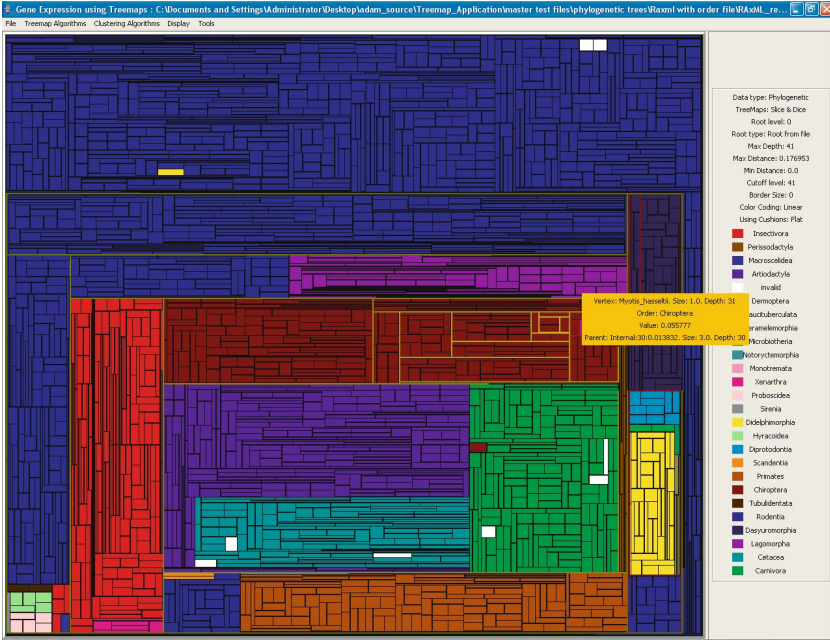 Gene Expression using Treemaps : C:\Documents and Settings\Administrator\Desktop\adam_source\Treemap_Application\master test files\phylogenetic trees\Raxml with order file\RAxML_re...
File Treemap Algorithms Clustering Algorithms Display Tools
Data type: Phylogenetic
TreeMaps: Slice & Dice
Root level: 0
Root type: Root from file
Max Depth: 41
Max Distance: 0.176953
Min Distance: 0.0
Cutoff level: 41
Border Size: 0
Color Coding: Linear
Using Cushions: Flat
Insectivora
Perissodactyla
Macroscelidea
Artiodactyla
invalid
Vertex: Myotis_hasseltii. Size: 1.0. Depth: 31
Order: Chiroptera
Value: 0.055777
Parent: Internal:30:0.013832. Size: 3.0. Depth: 30
Dermoptera
aucituberculata
eramelemorphia
Microbiotheria
Notoryctemorphia
Monotremata
Xenarthra
Proboscidea
Sirenia
Didelphimorphia
Hyracoidea
Diprotodontia
Scandentia
Primates
Chiroptera
Tubulidentata
Rodentia
Dasyuromorphia
Lagomorpha
Cetacea
Carnivora